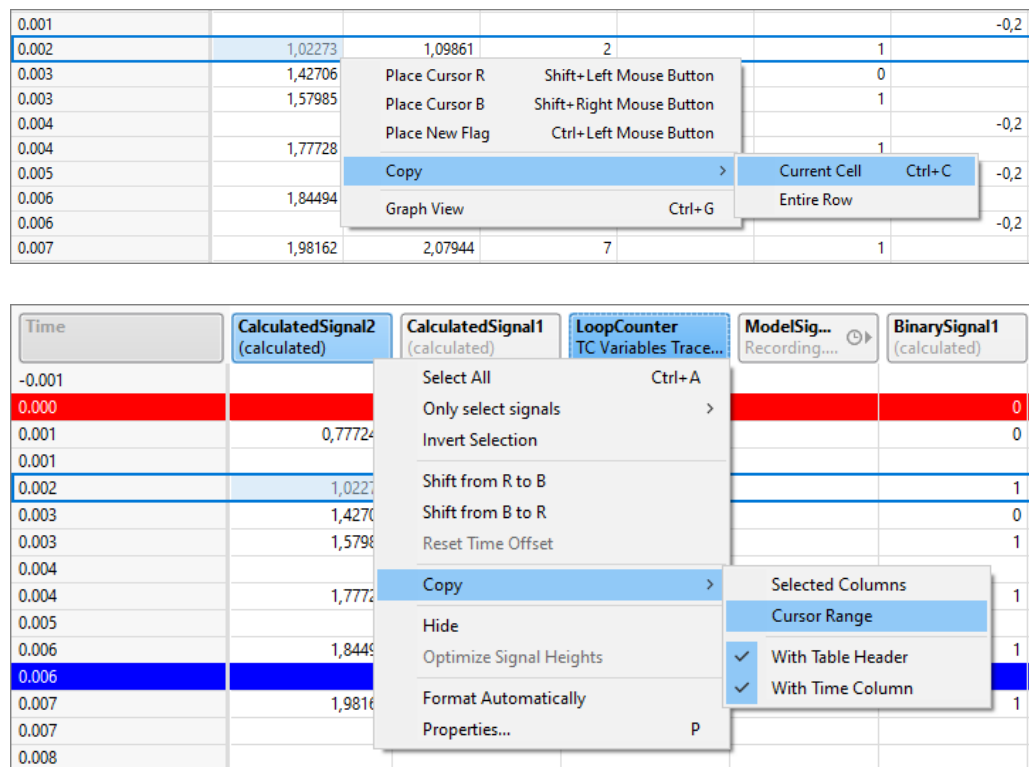 0.001 -0,2
0.002 1,02273 1,09861 2 1
0.003 1,42706 Place Cursor R Shift+Left Mouse Button 0
0.003 1,57985 Place Cursor B Shift+Right Mouse Button 1
0.004 Place New Flag Ctrl+Left Mouse Button -0,2
0.004 1,77728 1
0.005 Copy > Current Cell Ctrl+C -0,2
0.006 1,84494 Entire Row
0.006 Graph View Ctrl+G -0,2
0.007 1,98162 2,07944 7 1
Time CalculatedSignal2 CalculatedSignal1 LoopCounter ModelSig... BinarySignal1
(calculated) (calculated) TC Variables Trace... Recording.... (calculated)
-0.001 Select All Ctrl+A
0.000 Only select signals > 0
0.001 0,77724 Invert Selection 0
0.001
0.002 1,0227 Shift from R to B 1
0.003 1,4270 Shift from B to R 0
0.003 1,5798 Reset Time Offset 1
0.004
0.004 1,7772 Copy > Selected Columns 1
0.005 Hide Cursor Range
0.006 1,8449 Optimize Signal Heights With Table Header 1
0.006 With Time Column
0.007 1,9816 Format Automatically 1
0.007 Properties... P
0.008